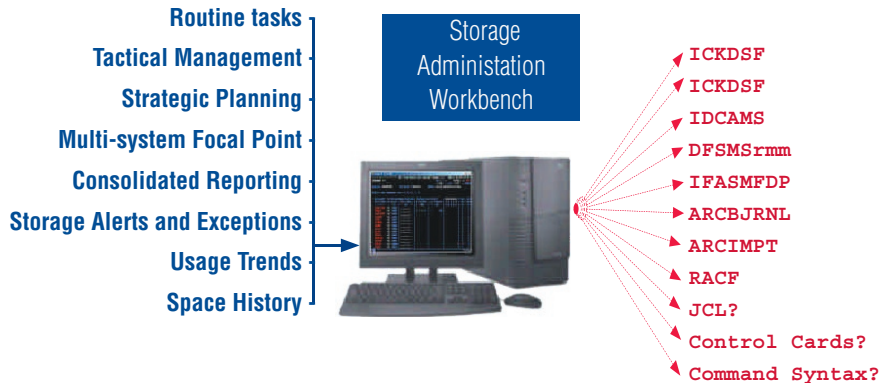 Routine tasks
Tactical Management
Strategic Planning
Multi-system Focal Point
Consolidated Reporting
Storage Alerts and Exceptions
Usage Trends
Space History
Storage
Administation
Workbench
ICKDSF
ICKDSF
IDCAMS
DFSMSrmm
IFASMFDP
ARCBJRNL
ARCIMPT
RACF
JCL?
Control Cards?
Command Syntax?